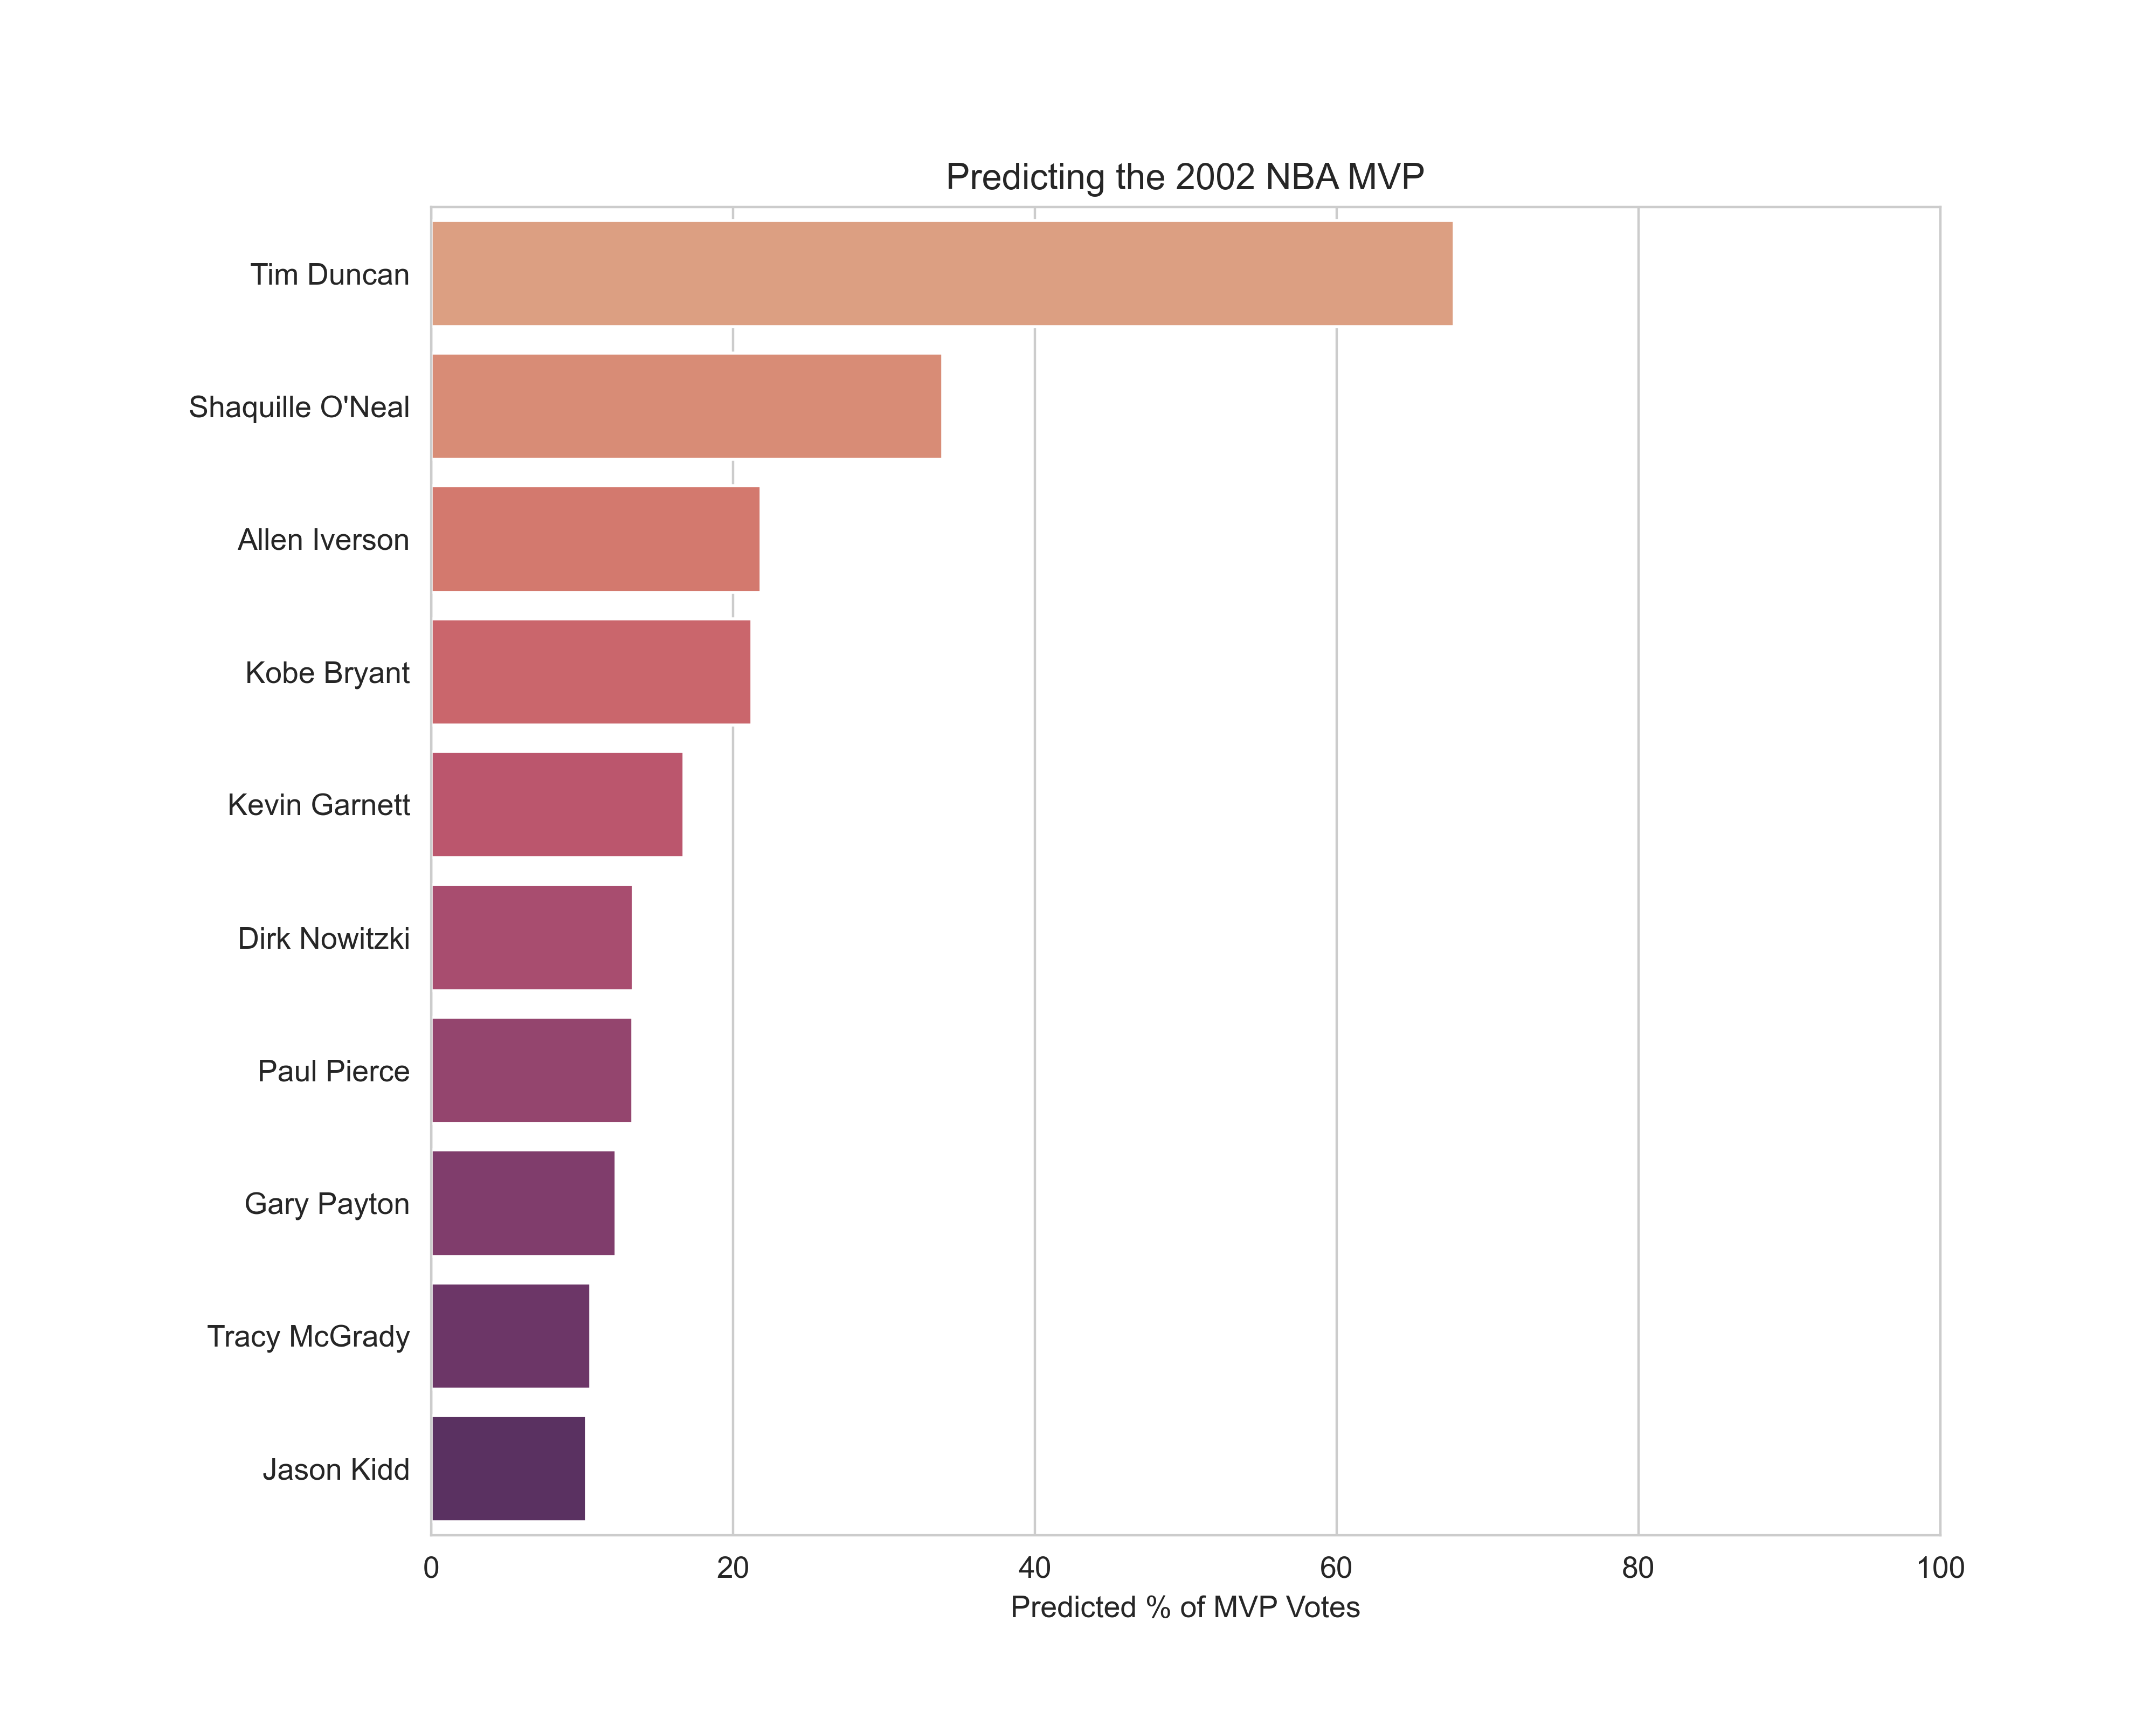 Predicting the 2002 NBA MVP
Tim Duncan
Shaquille O'Neal
Allen Iverson
Kobe Bryant
Kevin Garnett
Dirk Nowitzki
Paul Pierce
Gary Payton
Tracy McGrady
Jason Kidd
0 20 40 60 80 100
Predicted % of MVP Votes